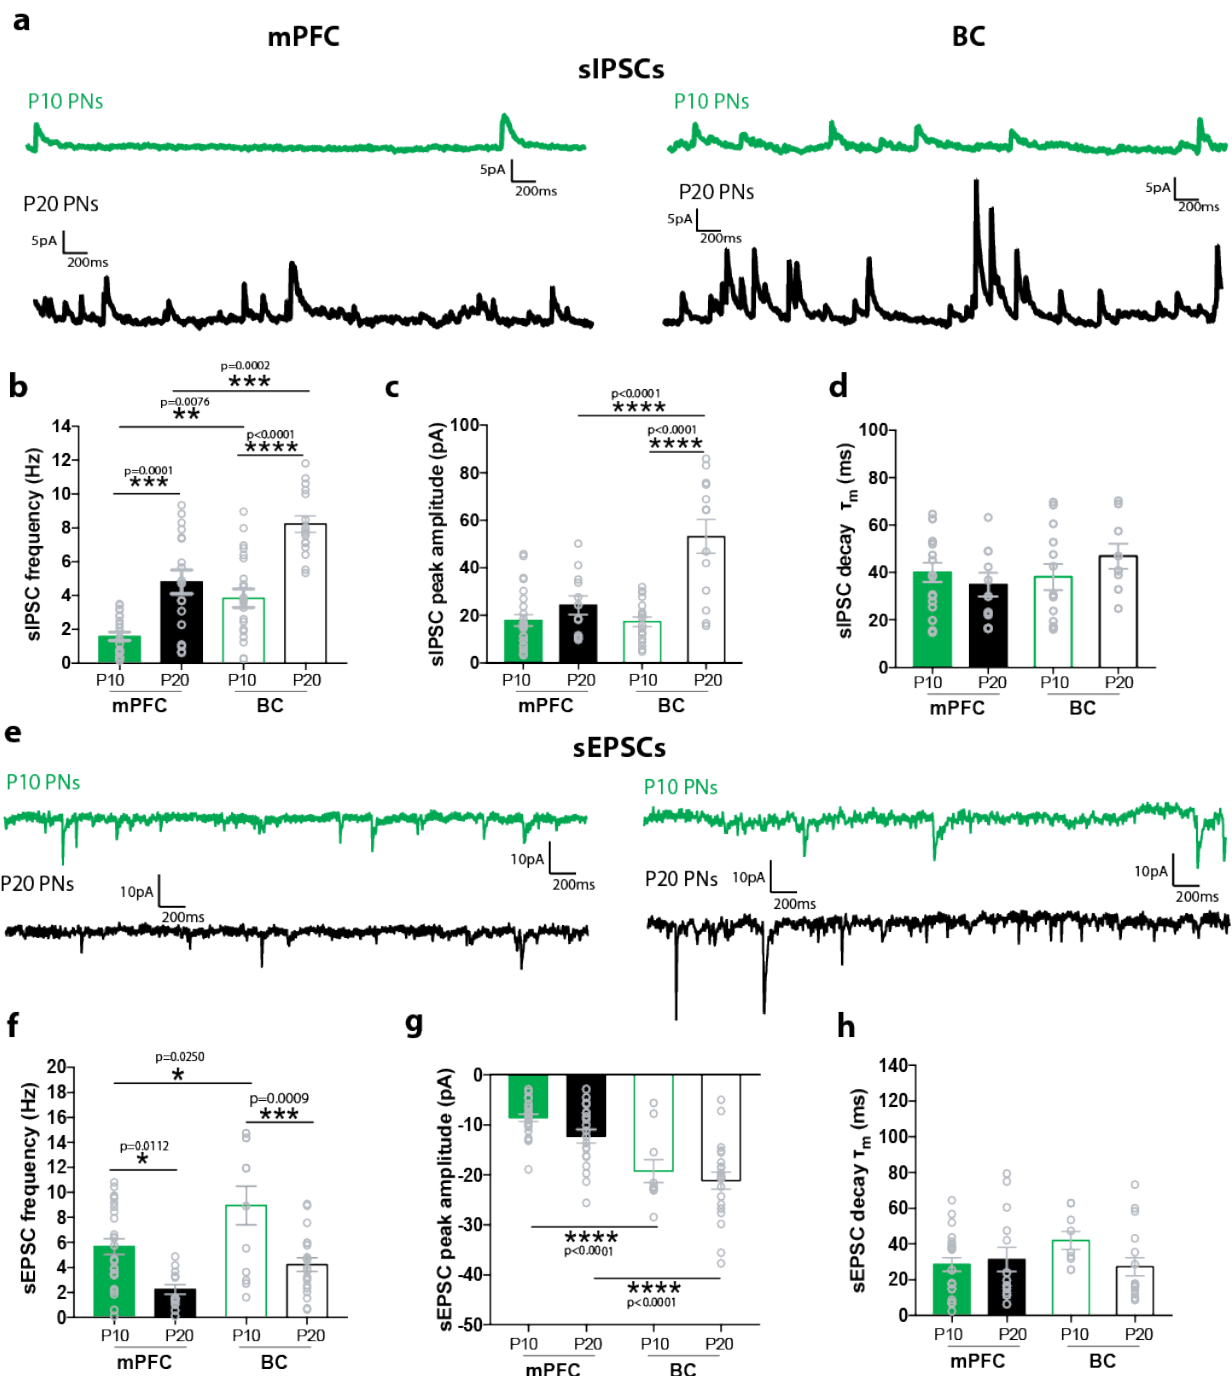 a
mPFC
BC
sIPSCs
P10 PNs
P10 PNs
5pA
200ms
5pA
200ms
P20 PNs
P20 PNs
5pA
200ms
5pA
200ms
b
p=0.0002
***
p=0.0076
**
p<0.0001
****
p=0.0001
***
sIPSC frequency (Hz)
14
12
10
8
6
4
2
0
P10 P20 P10 P20
mPFC BC
c
p<0.0001
****
p<0.0001
****
sIPSC peak amplitude (pA)
100
80
60
40
20
0
P10 P20 P10 P20
mPFC BC
d
sIPSC decay τm (ms)
100
80
60
40
20
0
P10 P20 P10 P20
mPFC BC
e
sEPSCs
P10 PNs
P10 PNs
10pA
200ms
10pA
200ms
P20 PNs
10pA
200ms
P20 PNs
10pA
200ms
f
p=0.0250
*
p=0.0009
***
p=0.0112
*
sEPSC frequency (Hz)
20
18
16
14
12
10
8
6
4
2
0
P10 P20 P10 P20
mPFC BC
g
sEPSC peak amplitude (pA)
0
-10
-20
-30
-40
-50
****
p<0.0001
****
p<0.0001
P10 P20 P10 P20
mPFC BC
h
sEPSC decay τm (ms)
140
120
100
80
60
40
20
0
P10 P20 P10 P20
mPFC BC